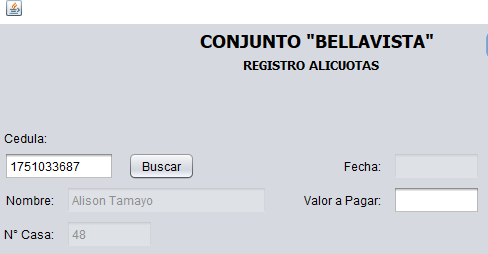 CONJUNTO "BELLAVISTA"
REGISTRO ALICUOTAS
Cedula:
1751033687 Buscar Fecha:
Nombre: Alison Tamayo Valor a Pagar:
N° Casa: 48